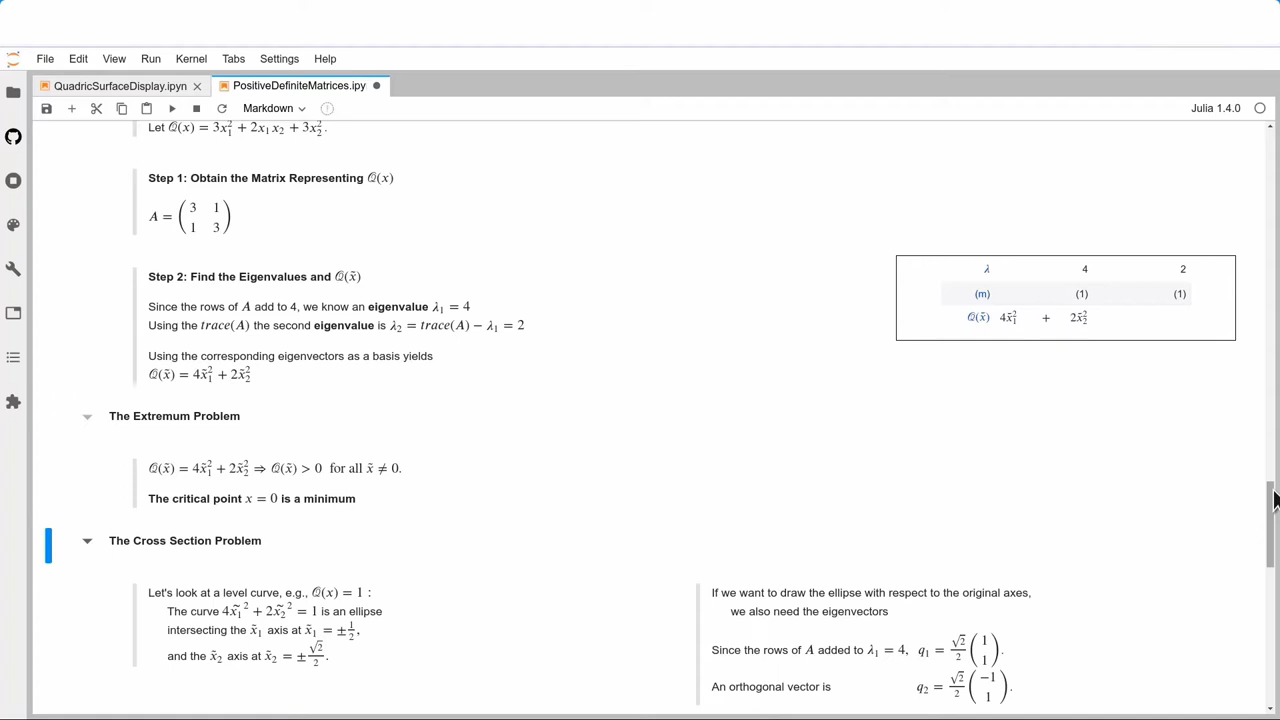 File Edit View Run Kernel Tabs Settings Help
QuadricSurfaceDisplay.ipyn × PositiveDefiniteMatrices.ipy
Markdown Julia 1.4.0
Let 𝒬(x) = 3x₁² + 2x₁x₂ + 3x₂².
Step 1: Obtain the Matrix Representing 𝒬(x)
A = ( 3 1
1 3 )
Step 2: Find the Eigenvalues and 𝒬(x̃)
Since the rows of A add to 4, we know an eigenvalue λ₁ = 4
Using the trace(A) the second eigenvalue is λ₂ = trace(A) − λ₁ = 2
Using the corresponding eigenvectors as a basis yields
𝒬(x̃) = 4x̃₁² + 2x̃₂²
λ 4 2
(m) (1) (1)
𝒬(x̃) 4x̃₁² + 2x̃₂²
The Extremum Problem
𝒬(x̃) = 4x̃₁² + 2x̃₂² ⇒ 𝒬(x̃) > 0 for all x̃ ≠ 0.
The critical point x = 0 is a minimum
The Cross Section Problem
Let's look at a level curve, e.g., 𝒬(x) = 1 :
The curve 4x̃₁² + 2x̃₂² = 1 is an ellipse
intersecting the x̃₁ axis at x̃₁ = ±1/2,
and the x̃₂ axis at x̃₂ = ±√2/2.
If we want to draw the ellipse with respect to the original axes,
we also need the eigenvectors
Since the rows of A added to λ₁ = 4, q₁ = √2/2 ( 1
1 ).
An orthogonal vector is q₂ = √2/2 ( −1
1 ).